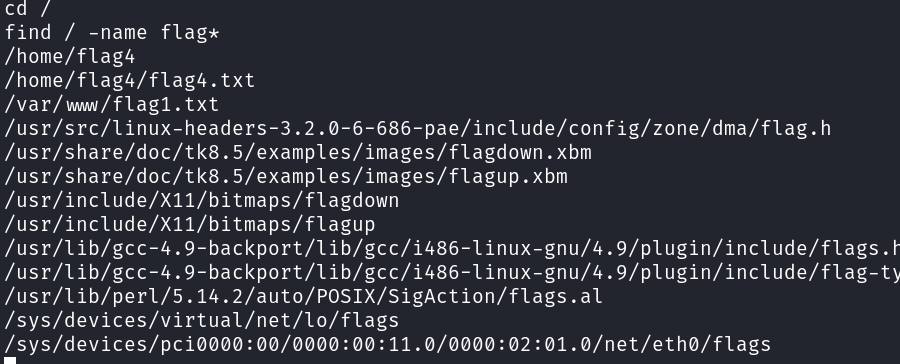 cd /
find / -name flag*
/home/flag4
/home/flag4/flag4.txt
/var/www/flag1.txt
/usr/src/linux-headers-3.2.0-6-686-pae/include/config/zone/dma/flag.h
/usr/share/doc/tk8.5/examples/images/flagdown.xbm
/usr/share/doc/tk8.5/examples/images/flagup.xbm
/usr/include/X11/bitmaps/flagdown
/usr/include/X11/bitmaps/flagup
/usr/lib/gcc-4.9-backport/lib/gcc/i486-linux-gnu/4.9/plugin/include/flags.h
/usr/lib/gcc-4.9-backport/lib/gcc/i486-linux-gnu/4.9/plugin/include/flag-ty
/usr/lib/perl/5.14.2/auto/POSIX/SigAction/flags.al
/sys/devices/virtual/net/lo/flags
/sys/devices/pci0000:00/0000:00:11.0/0000:02:01.0/net/eth0/flags